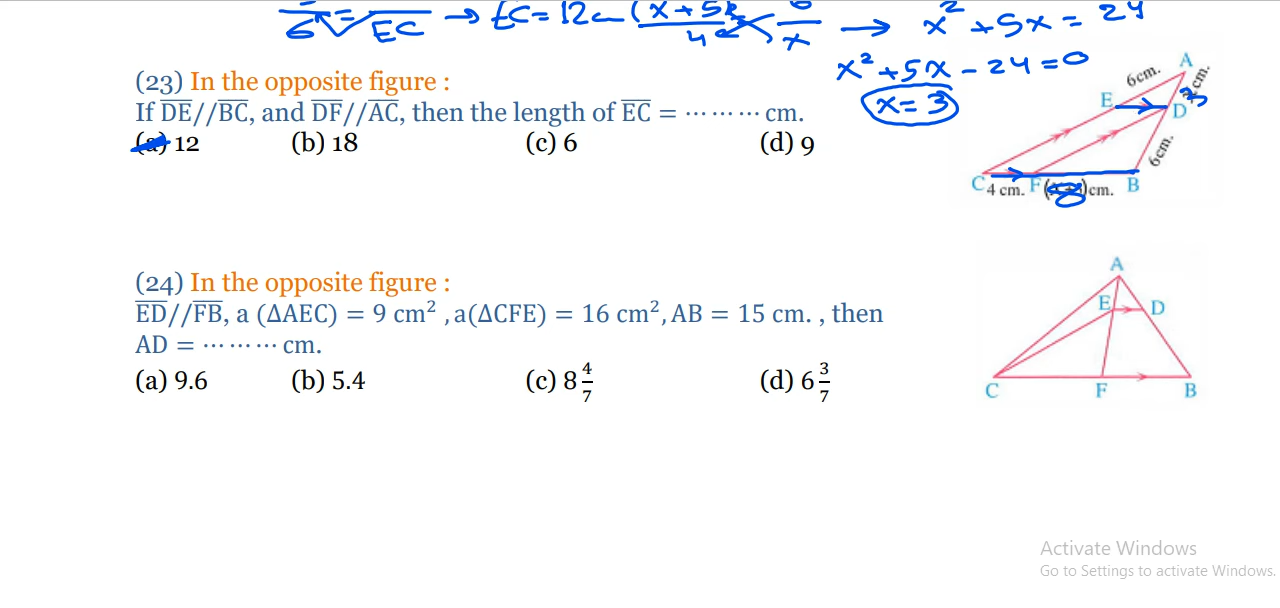 6 = EC → EC = 12 cm (x+5) 4 6 x → x² + 5x = 24
x² + 5x - 24 = 0
x = 3
(23) In the opposite figure :
If DE//BC, and DF//AC, then the length of EC = ⋯ ⋯ ⋯ cm.
(a) 12 (b) 18 (c) 6 (d) 9
A
6cm.
cm.
3
E
D
6cm.
C
4 cm.
F
8
cm.
B
(24) In the opposite figure :
ED//FB, a (ΔAEC) = 9 cm² ,a(ΔCFE) = 16 cm², AB = 15 cm. , then
AD = ⋯ ⋯ ⋯ cm.
(a) 9.6 (b) 5.4 (c) 8 4/7 (d) 6 3/7
A
E
D
C
F
B
Activate Windows
Go to Settings to activate Windows.